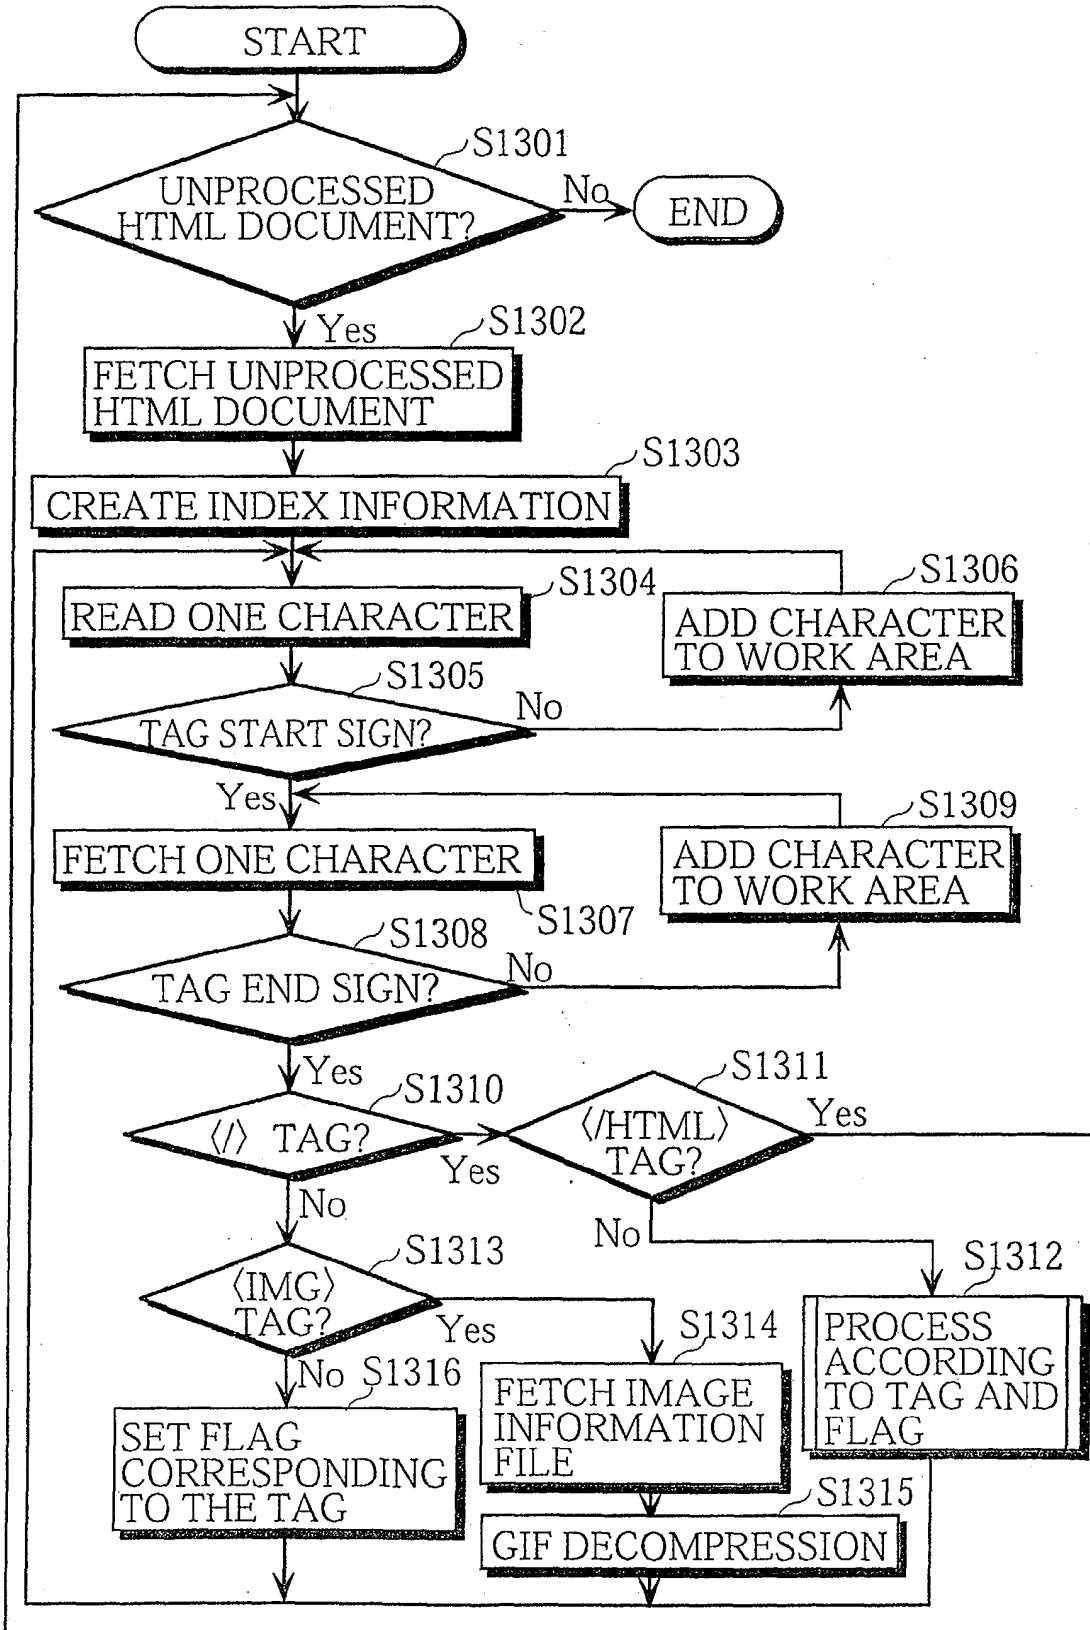 START
S1301
UNPROCESSED
HTML DOCUMENT?
No
END
Yes
S1302
FETCH UNPROCESSED
HTML DOCUMENT
S1303
CREATE INDEX INFORMATION
S1304
READ ONE CHARACTER
S1306
ADD CHARACTER
TO WORK AREA
S1305
TAG START SIGN?
No
Yes
S1309
FETCH ONE CHARACTER
ADD CHARACTER
TO WORK AREA
S1307
S1308
TAG END SIGN?
No
Yes
S1310
⟨/⟩ TAG?
Yes
S1311
⟨/HTML⟩
TAG?
Yes
No
No
S1313
⟨IMG⟩
TAG?
Yes
S1312
PROCESS
ACCORDING
TO TAG AND
FLAG
S1314
FETCH IMAGE
INFORMATION
FILE
No
S1316
SET FLAG
CORRESPONDING
TO THE TAG
S1315
GIF DECOMPRESSION